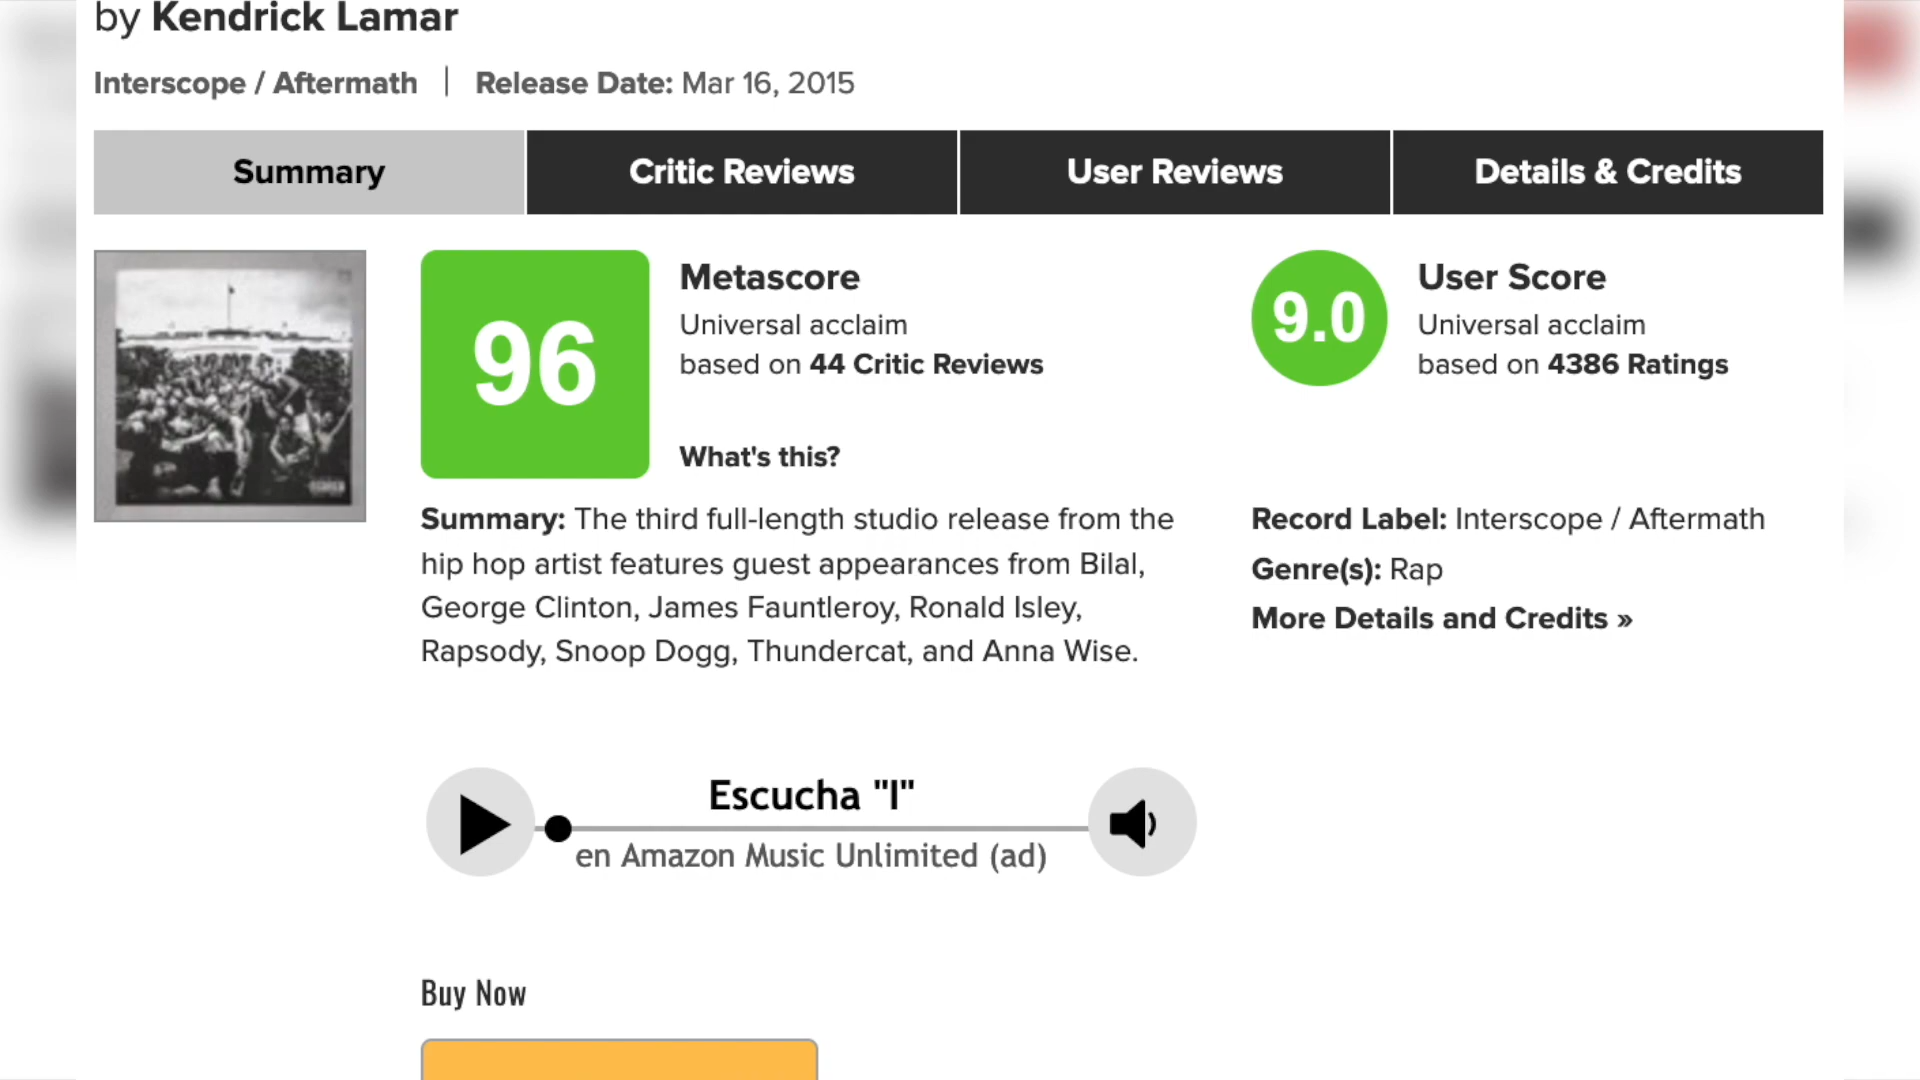 by Kendrick Lamar
Interscope / Aftermath | Release Date: Mar 16, 2015
Summary
Critic Reviews
User Reviews
Details & Credits
96
Metascore
Universal acclaim
based on 44 Critic Reviews
What's this?
9.0
User Score
Universal acclaim
based on 4386 Ratings
Summary: The third full-length studio release from the
hip hop artist features guest appearances from Bilal,
George Clinton, James Fauntleroy, Ronald Isley,
Rapsody, Snoop Dogg, Thundercat, and Anna Wise.
Record Label: Interscope / Aftermath
Genre(s): Rap
More Details and Credits »
Escucha "I"
en Amazon Music Unlimited (ad)
Buy Now